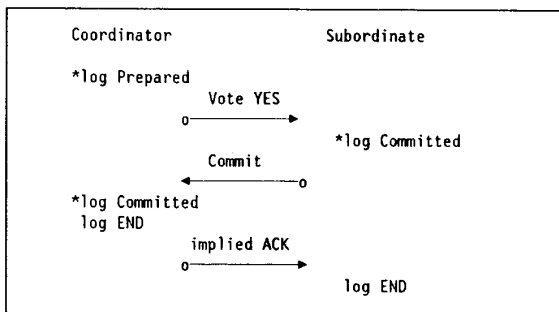 Coordinator Subordinate
*log Prepared
Vote YES
*log Committed
Commit
*log Committed
log END
implied ACK
log END